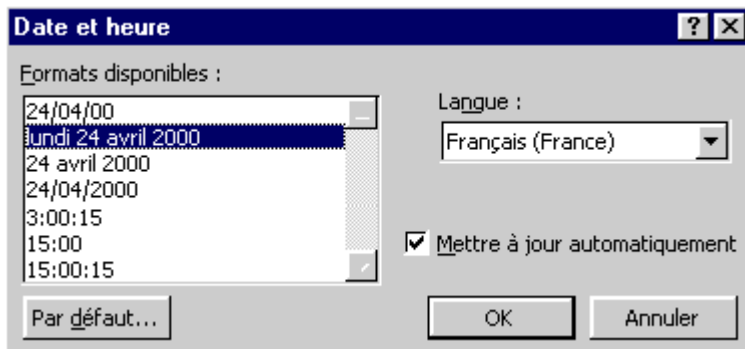 Date et heure
Formats disponibles :
24/04/00
lundi 24 avril 2000
24 avril 2000
24/04/2000
3:00:15
15:00
15:00:15
Langue :
Français (France)
Mettre à jour automatiquement
Par défaut...
OK
Annuler